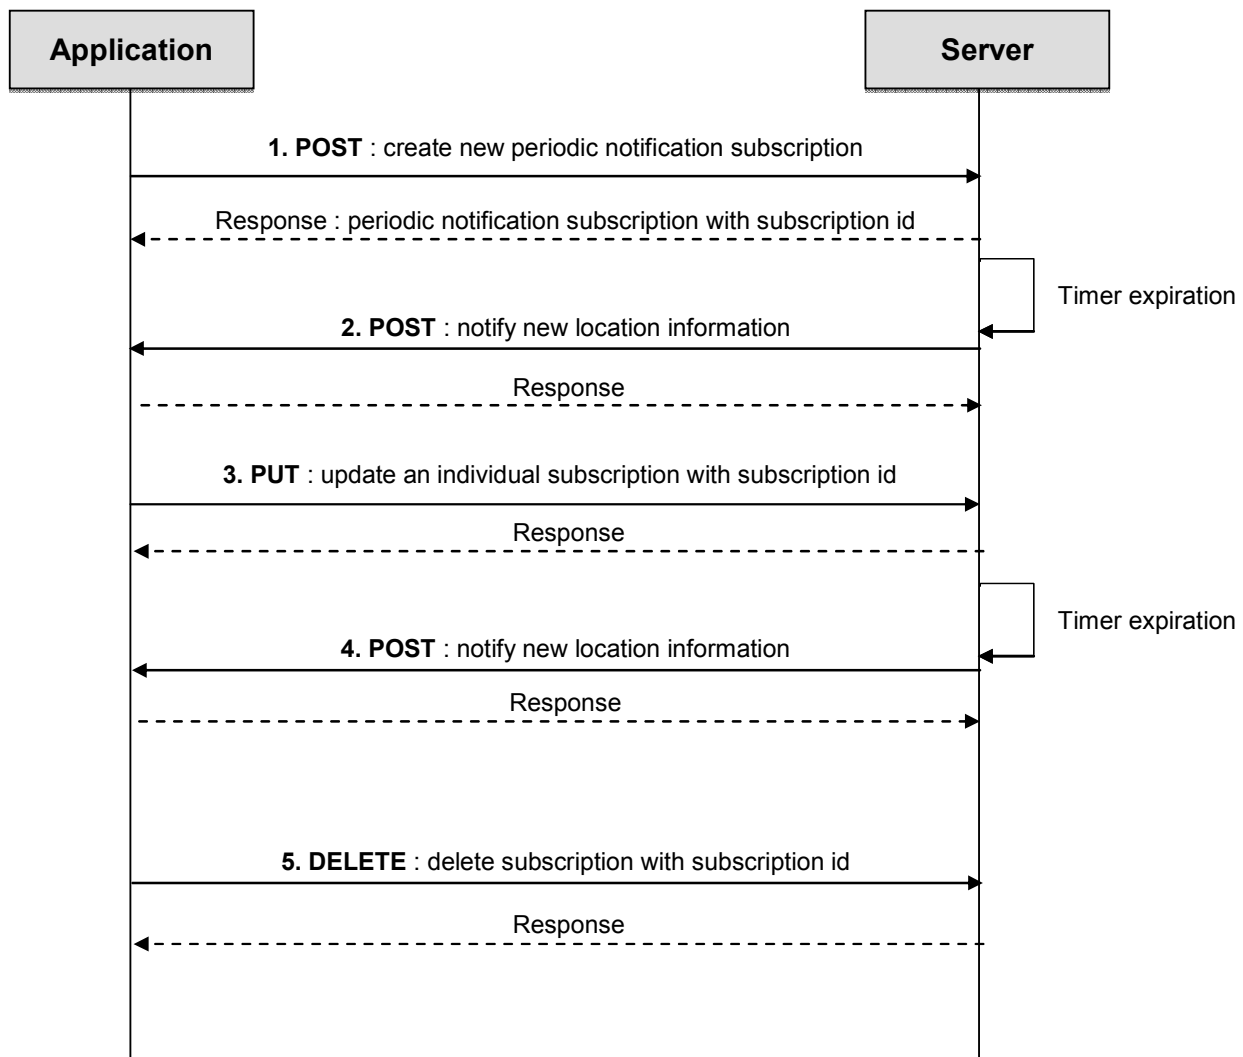 Application
Server
1. POST : create new periodic notification subscription
Response : periodic notification subscription with subscription id
Timer expiration
2. POST : notify new location information
Response
3. PUT : update an individual subscription with subscription id
Response
Timer expiration
4. POST : notify new location information
Response
5. DELETE : delete subscription with subscription id
Response